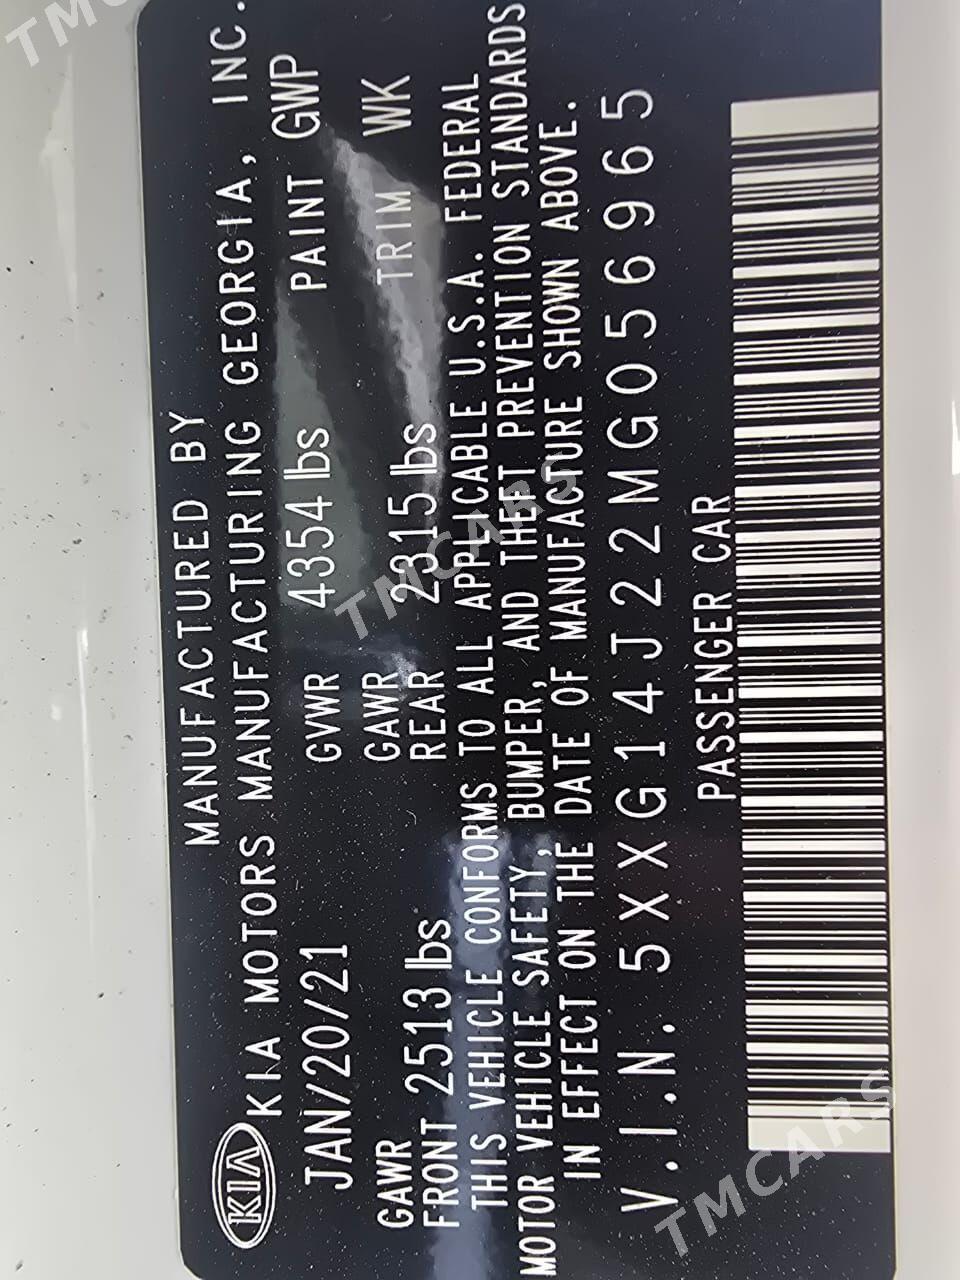 MANUFACTURED BY
KIA KIA MOTORS MANUFACTURING GEORGIA, INC.
JAN/20/21 GVWR 4354 lbs PAINT GWP
GAWR FRONT 2513 lbs GAWR REAR 2315 lbs TRIM WK
THIS VEHICLE CONFORMS TO ALL APPLICABLE U.S.A. FEDERAL
MOTOR VEHICLE SAFETY, BUMPER, AND THEFT PREVENTION STANDARDS
IN EFFECT ON THE DATE OF MANUFACTURE SHOWN ABOVE.
V.I.N. 5XXG14J22MG056965
PASSENGER CAR
TMCARS
TMCARS
TMCARS